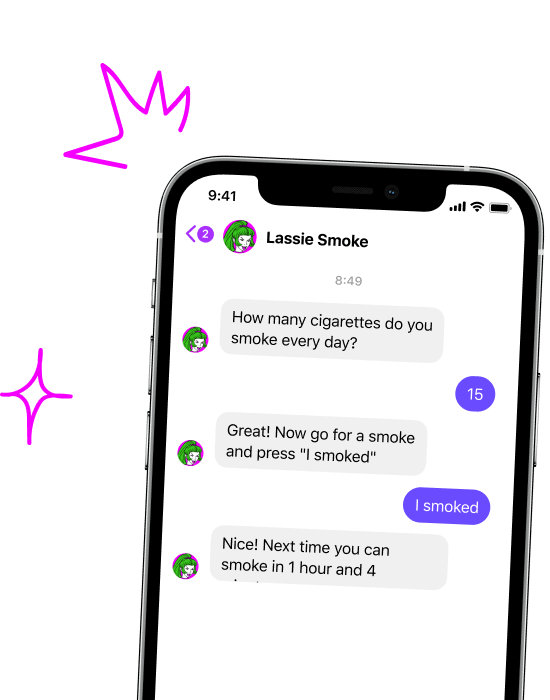 9:41
2
Lassie Smoke
8:49
How many cigarettes do you
smoke every day?
15
Great! Now go for a smoke
and press "I smoked"
I smoked
Nice! Next time you can
smoke in 1 hour and 4